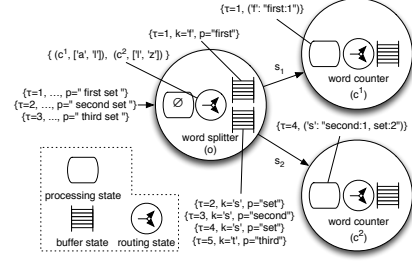 {τ=1, ('f': "first:1")}
{τ=1, k='f', p="first"}
{ (c¹, ['a', 'l']),  (c², ['l', 'z']) }
s₁
word counter
(c¹)
{τ=1, ..., p=" first set "}
{τ=2, ..., p=" second set "}
{τ=3, ..., p=" third set"}
∅
word splitter
(o)
{τ=4, ('s': "second:1, set:2")}
s₂
processing state
buffer state
routing state
{τ=2, k='s', p="set"}
{τ=3, k='s', p="second"}
{τ=4, k='s', p="set"}
{τ=5, k='t', p="third"}
word counter
(c²)